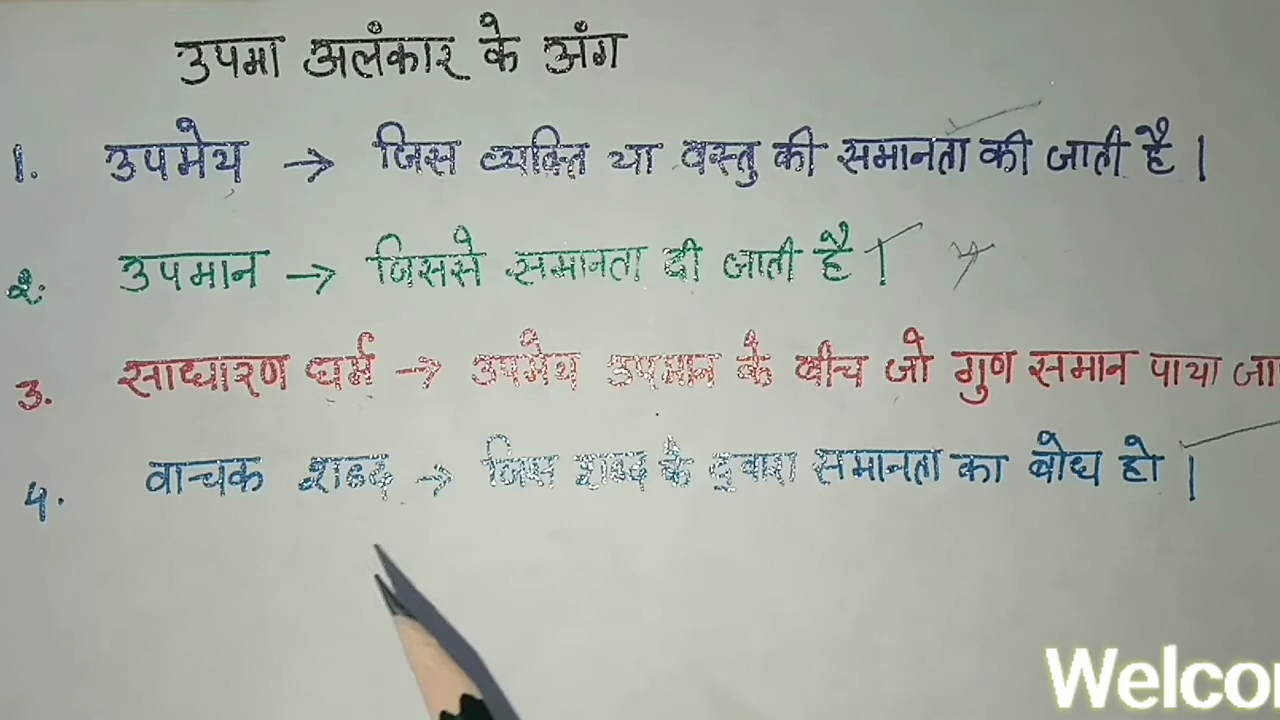 उपमा अलंकार के अंग
1. उपमेय → जिस व्यक्ति या वस्तु की समानता की जाती है |
2. उपमान → जिससे समानता दी जाती है |
3. साधारण धर्म → उपमेय उपमान के बीच जो गुण समान पाया जा
4. वाचक शब्द → जिस शब्द के द्वारा समानता का बोध हो |
Welco